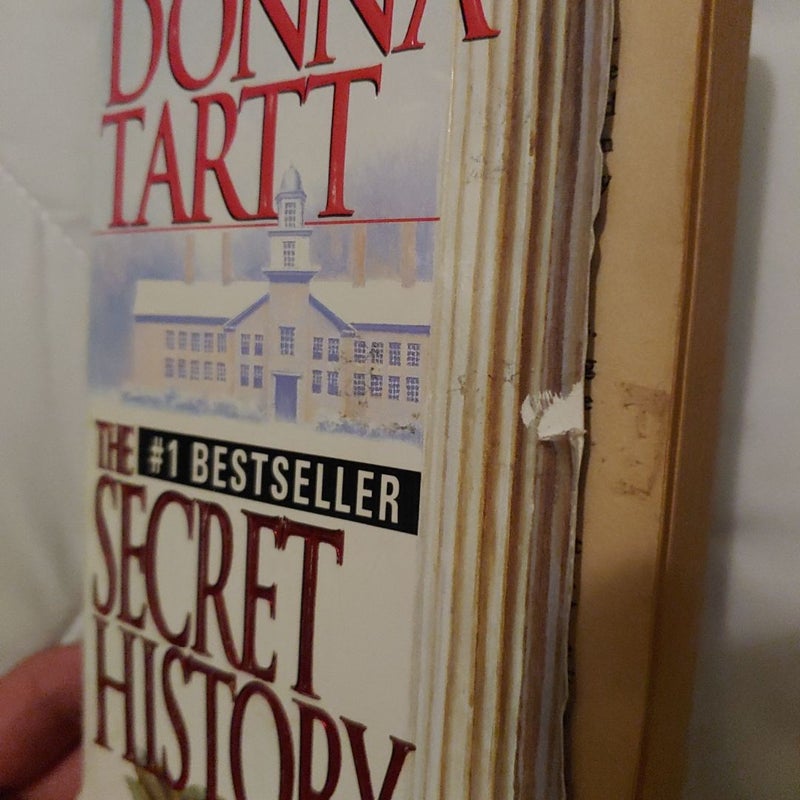 DONNA
TARTT
THE
#1 BESTSELLER
SECRET
HISTORY